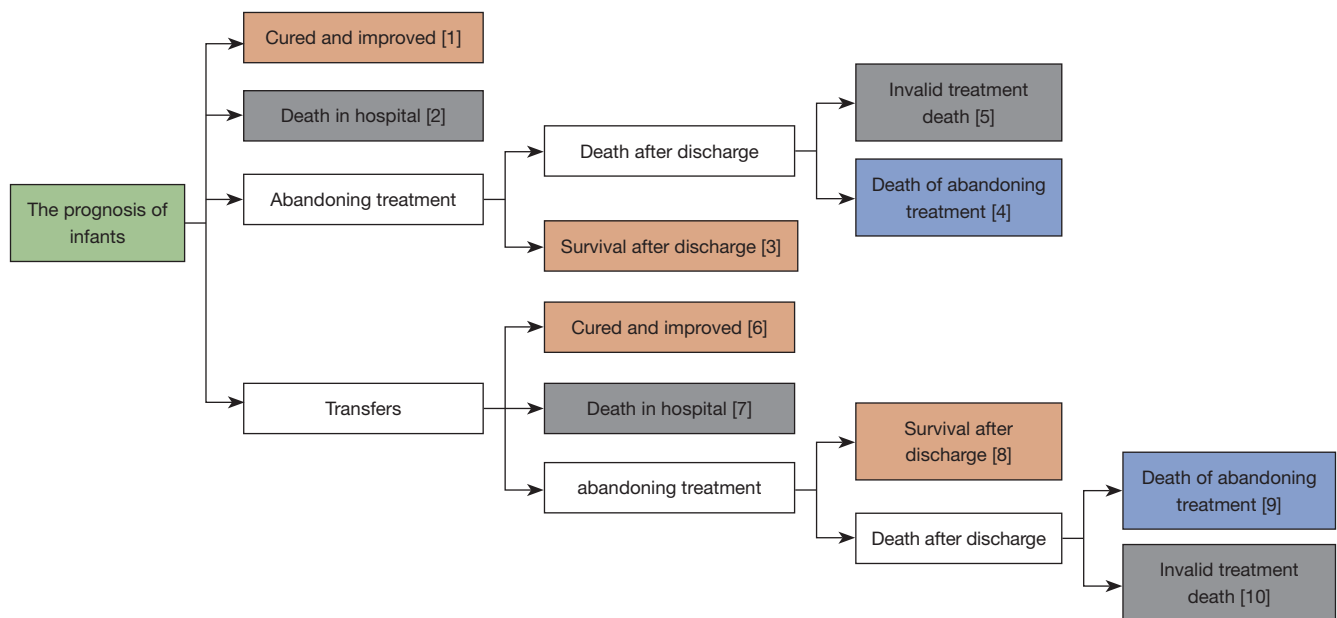 The prognosis of
infants
Cured and improved [1]
Death in hospital [2]
Abandoning treatment
Transfers
Death after discharge
Survival after discharge [3]
Cured and improved [6]
Death in hospital [7]
abandoning treatment
Invalid treatment
death [5]
Death of abandoning
treatment [4]
Survival after
discharge [8]
Death after discharge
Death of abandoning
treatment [9]
Invalid treatment
death [10]